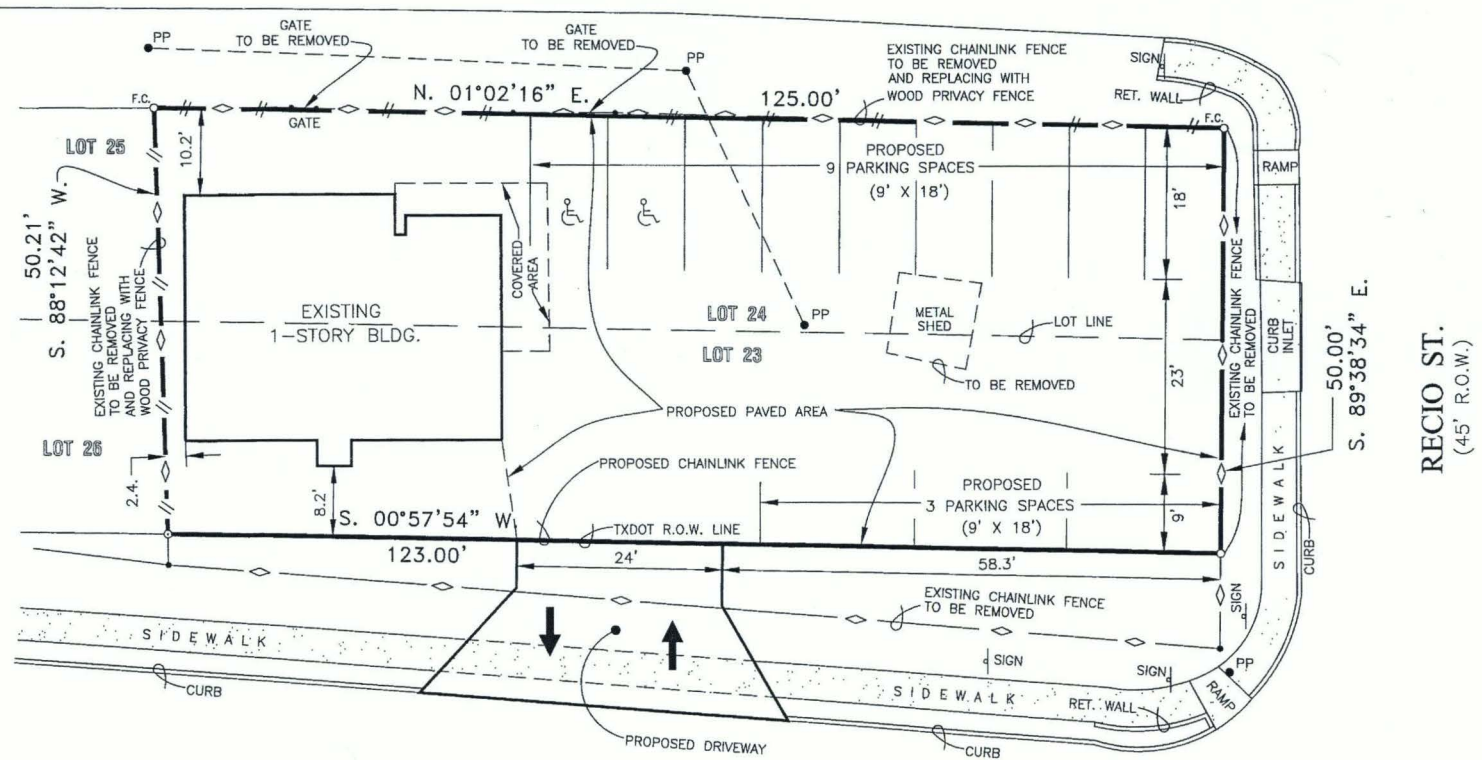 PP
GATE
TO BE REMOVED
GATE
TO BE REMOVED
PP
EXISTING CHAINLINK FENCE
TO BE REMOVED
AND REPLACING WITH
WOOD PRIVACY FENCE
SIGN
RET. WALL
F.C.
N. 01°02'16" E.
125.00'
F.C.
GATE
LOT 25
10.2'
PROPOSED
9 PARKING SPACES
(9' X 18')
18'
RAMP
50.21'
S. 88°12'42" W.
EXISTING CHAINLINK FENCE
TO BE REMOVED
AND REPLACING WITH
WOOD PRIVACY FENCE
COVERED
AREA
EXISTING
1-STORY BLDG.
LOT 24
PP
METAL
SHED
LOT LINE
LOT 23
TO BE REMOVED
23'
EXISTING CHAINLINK FENCE
TO BE REMOVED
CURB
INLET
50.00'
S. 89°38'34" E.
RECIO ST.
(45' R.O.W.)
PROPOSED PAVED AREA
LOT 26
2.4.
8.2'
PROPOSED CHAINLINK FENCE
PROPOSED
3 PARKING SPACES
(9' X 18')
9'
SIDEWALK
CURB
S. 00°57'54" W
TXDOT R.O.W. LINE
123.00'
24'
58.3'
EXISTING CHAINLINK FENCE
TO BE REMOVED
SIGN
SIDEWALK
SIGN
SIGN
PP
CURB
SIDEWALK
RET. WALL
RAMP
PROPOSED DRIVEWAY
CURB